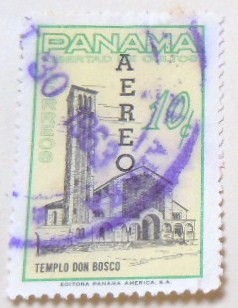 PANAMA
LIBERTAD DE CULTOS
CORREOS
AEREO
10¢
TEMPLO DON BOSCO
EDITORA PANAMA AMERICA, S.A.